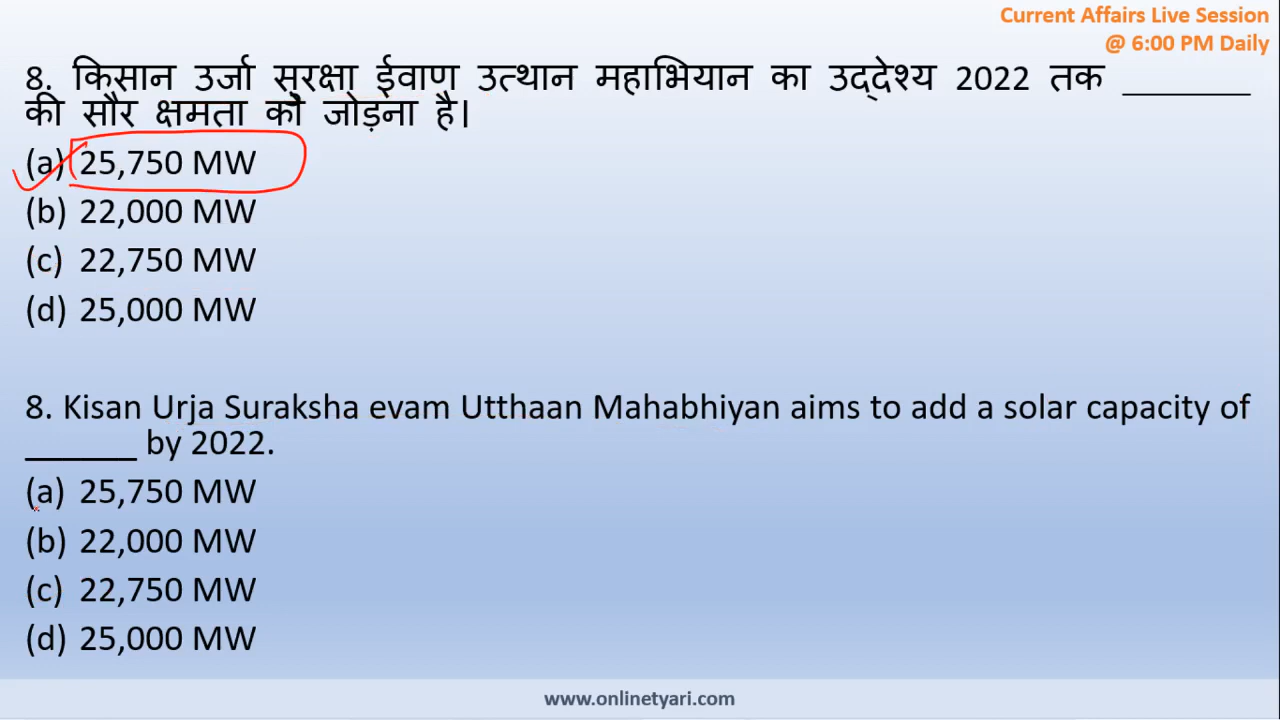 Current Affairs Live Session
@ 6:00 PM Daily
8. किसान उर्जा सुरक्षा ईवाण उत्थान महाभियान का उद्देश्य 2022 तक ________
की सौर क्षमता को जोड़ना है।
(a) 25,750 MW
(b) 22,000 MW
(c) 22,750 MW
(d) 25,000 MW
8. Kisan Urja Suraksha evam Utthaan Mahabhiyan aims to add a solar capacity of
_______ by 2022.
(a) 25,750 MW
(b) 22,000 MW
(c) 22,750 MW
(d) 25,000 MW
www.onlinetyari.com